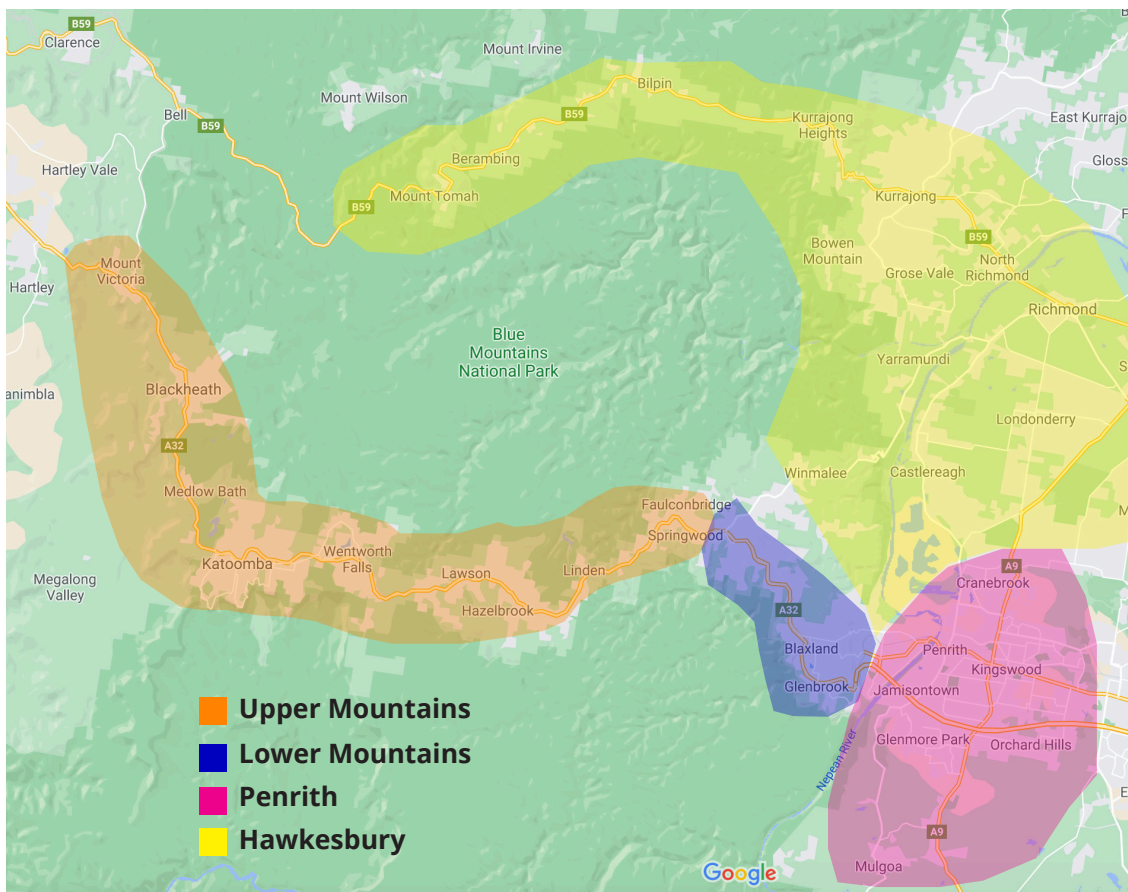 B59
Clarence
Mount Irvine
Bilpin
Mount Wilson
Bell
B59
B59
Kurrajong
Heights
East Kurrajo
Berambing
Gloss
Hartley Vale
Mount Tomah
B59
Kurrajong
B59
Bowen
Mountain
North
Richmond
Mount
Victoria
Grose Vale
Hartley
Richmond
Blue
Mountains
National Park
Yarramundi
Blackheath
animbla
Londonderry
A32
Winmalee
Castlereagh
Medlow Bath
Faulconbridge
Springwood
Wentworth
Falls
Katoomba
Lawson
Linden
A9
Cranebrook
Megalong
Valley
Hazelbrook
A32
Blaxland
Penrith
Kingswood
Glenbrook
Jamisontown
Glenmore Park
Orchard Hills
Nepean River
A9
Mulgoa
Upper Mountains
Lower Mountains
Penrith
Hawkesbury
Google